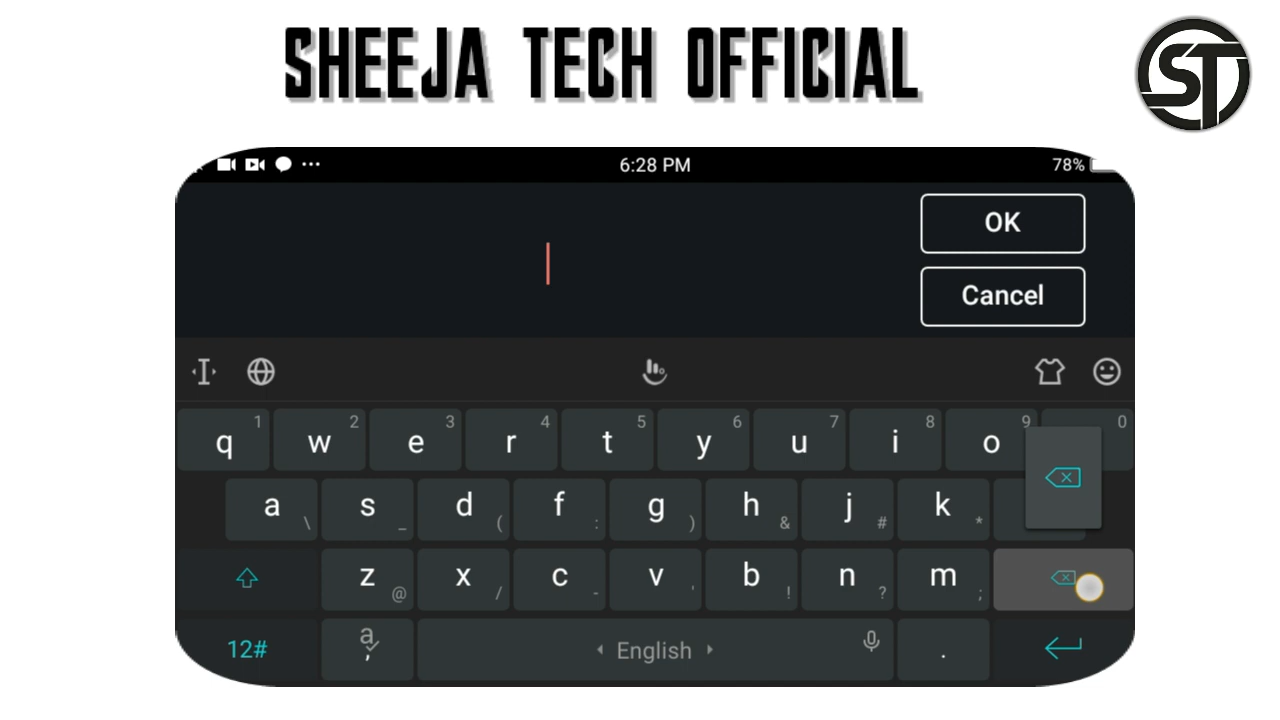 SHEEJA TECH OFFICIAL
ST
6:28 PM 78%
OK
Cancel
1 2 3 4 5 6 7 8 9 0
q w e r t y u i o
a s d f g h j k
\ _ ( : ) & # *
z x c v b n m
@ / - ' ! ? ;
12# a , English .